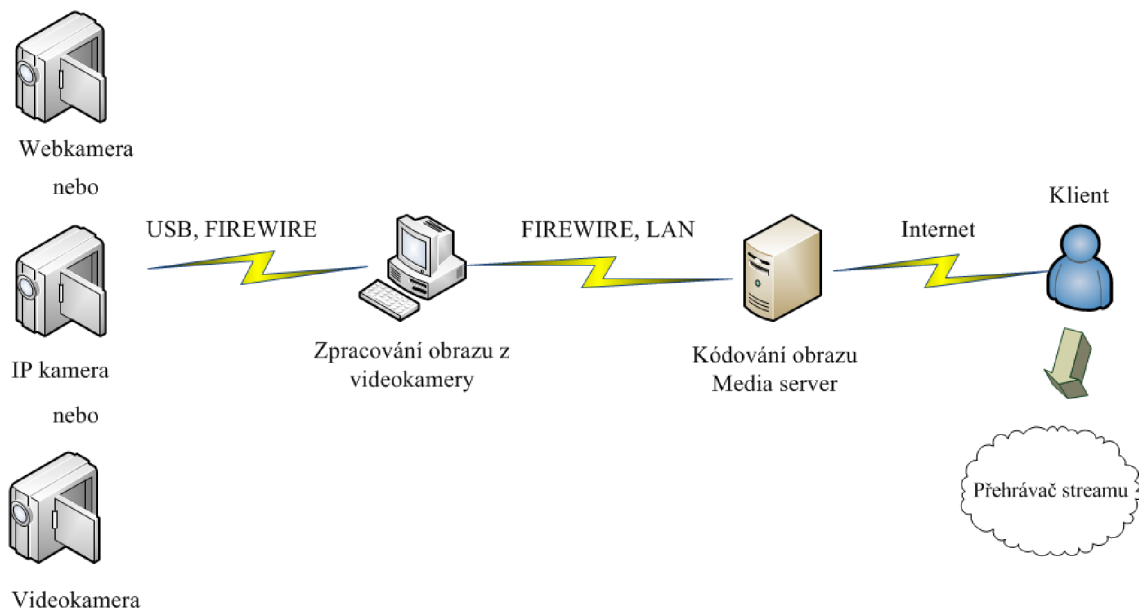 Webkamera
nebo
IP kamera
nebo
Videokamera
USB, FIREWIRE
Zpracování obrazu z
videokamery
FIREWIRE, LAN
Kódování obrazu
Media server
Internet
Klient
Přehrávač streamu